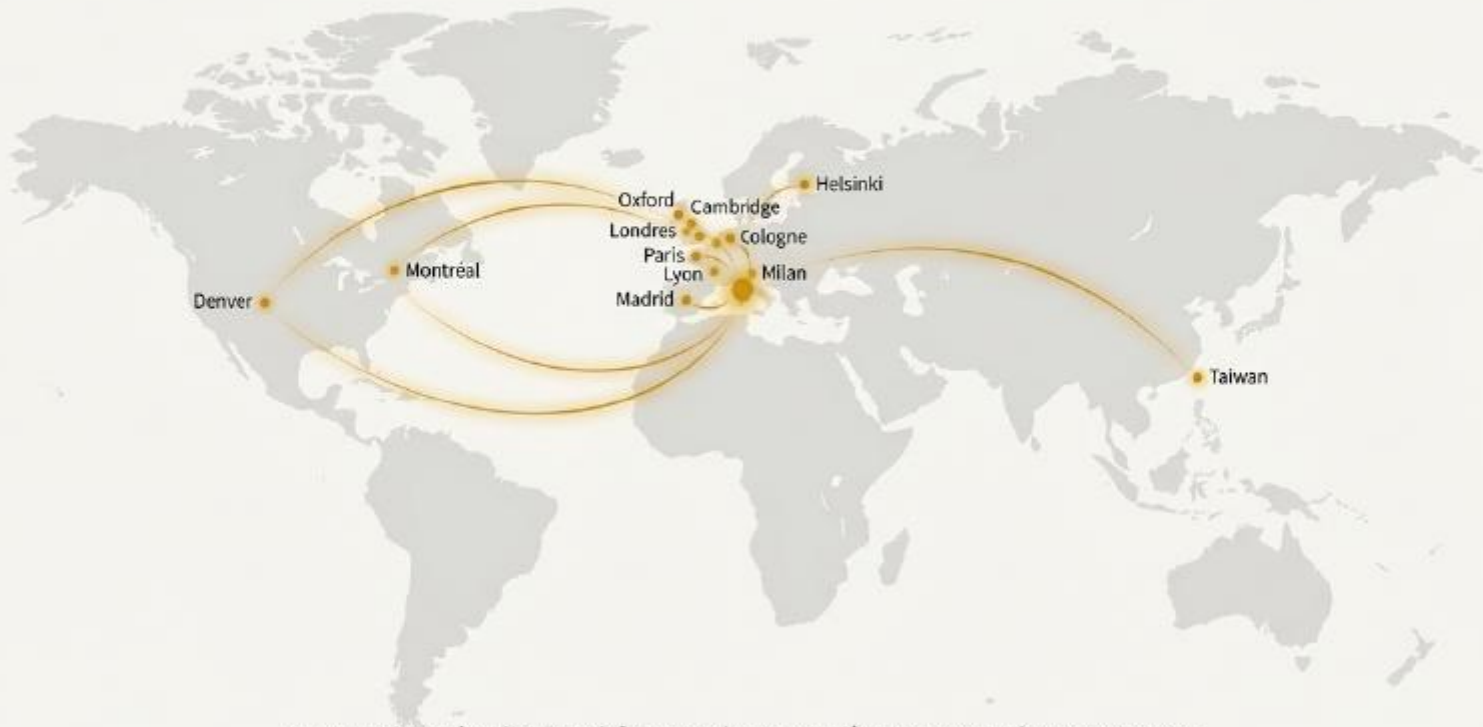 Oxford
Cambridge
Helsinki
Londres
Cologne
Paris
Lyon
Milan
Montréal
Denver
Madrid
Taiwan